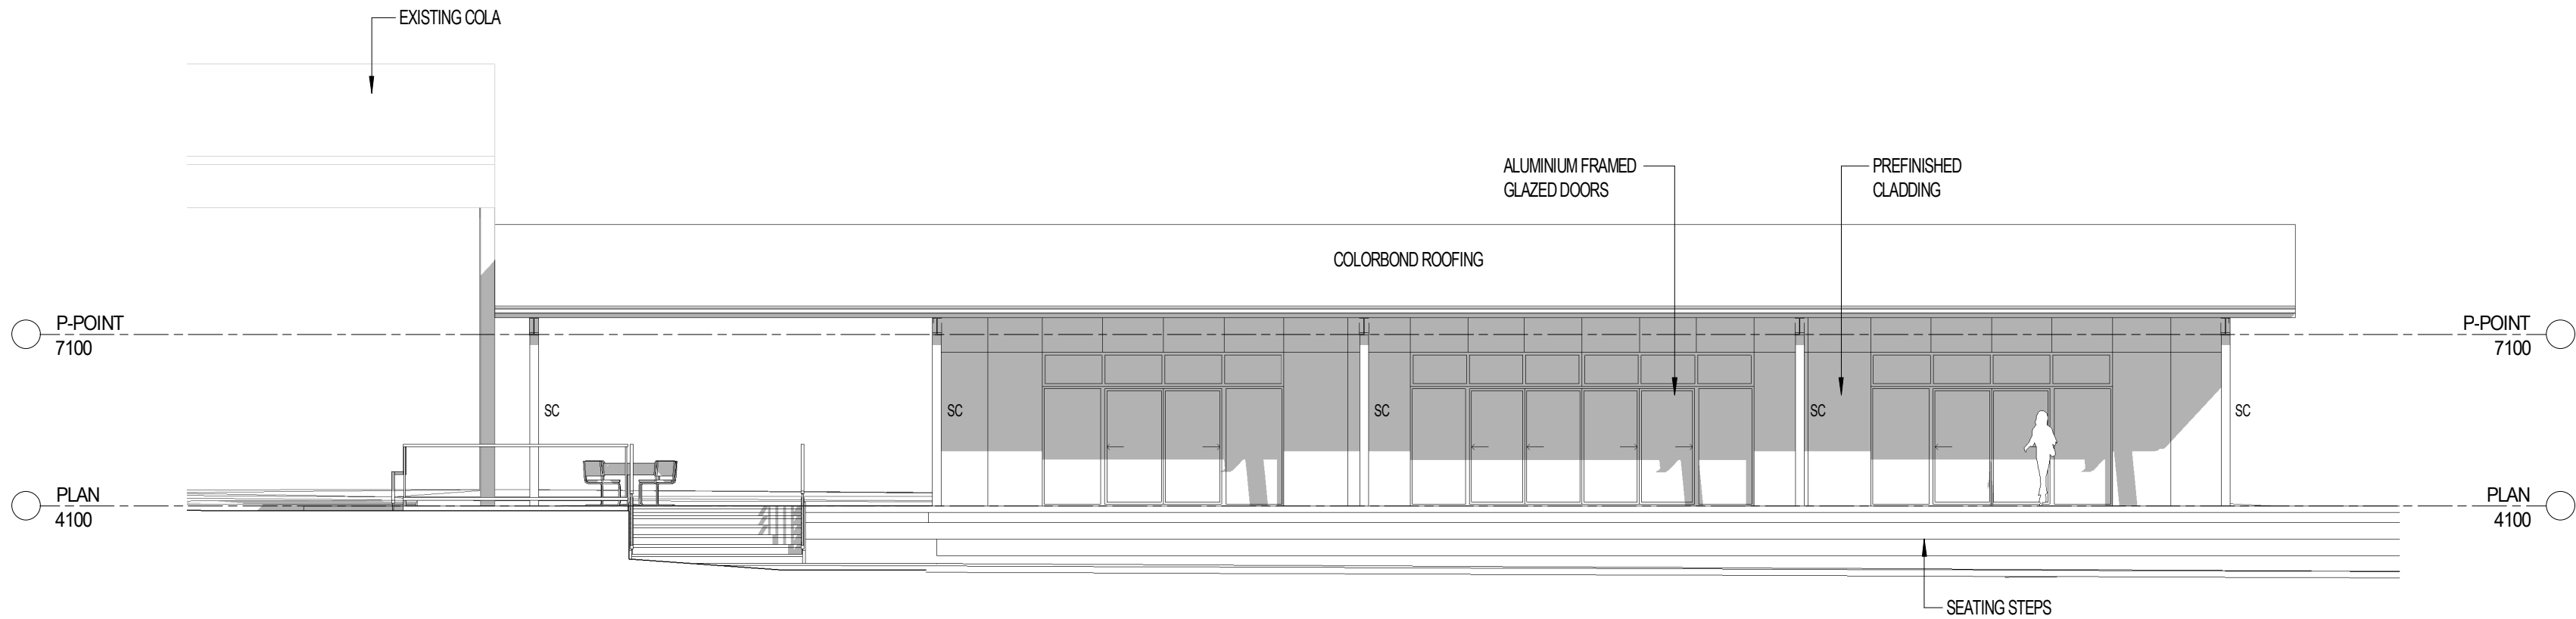 EXISTING COLA
ALUMINIUM FRAMED
GLAZED DOORS
PREFINISHED
CLADDING
COLORBOND ROOFING
P-POINT
7100
P-POINT
7100
SC
SC
SC
SC
SC
PLAN
4100
PLAN
4100
SEATING STEPS